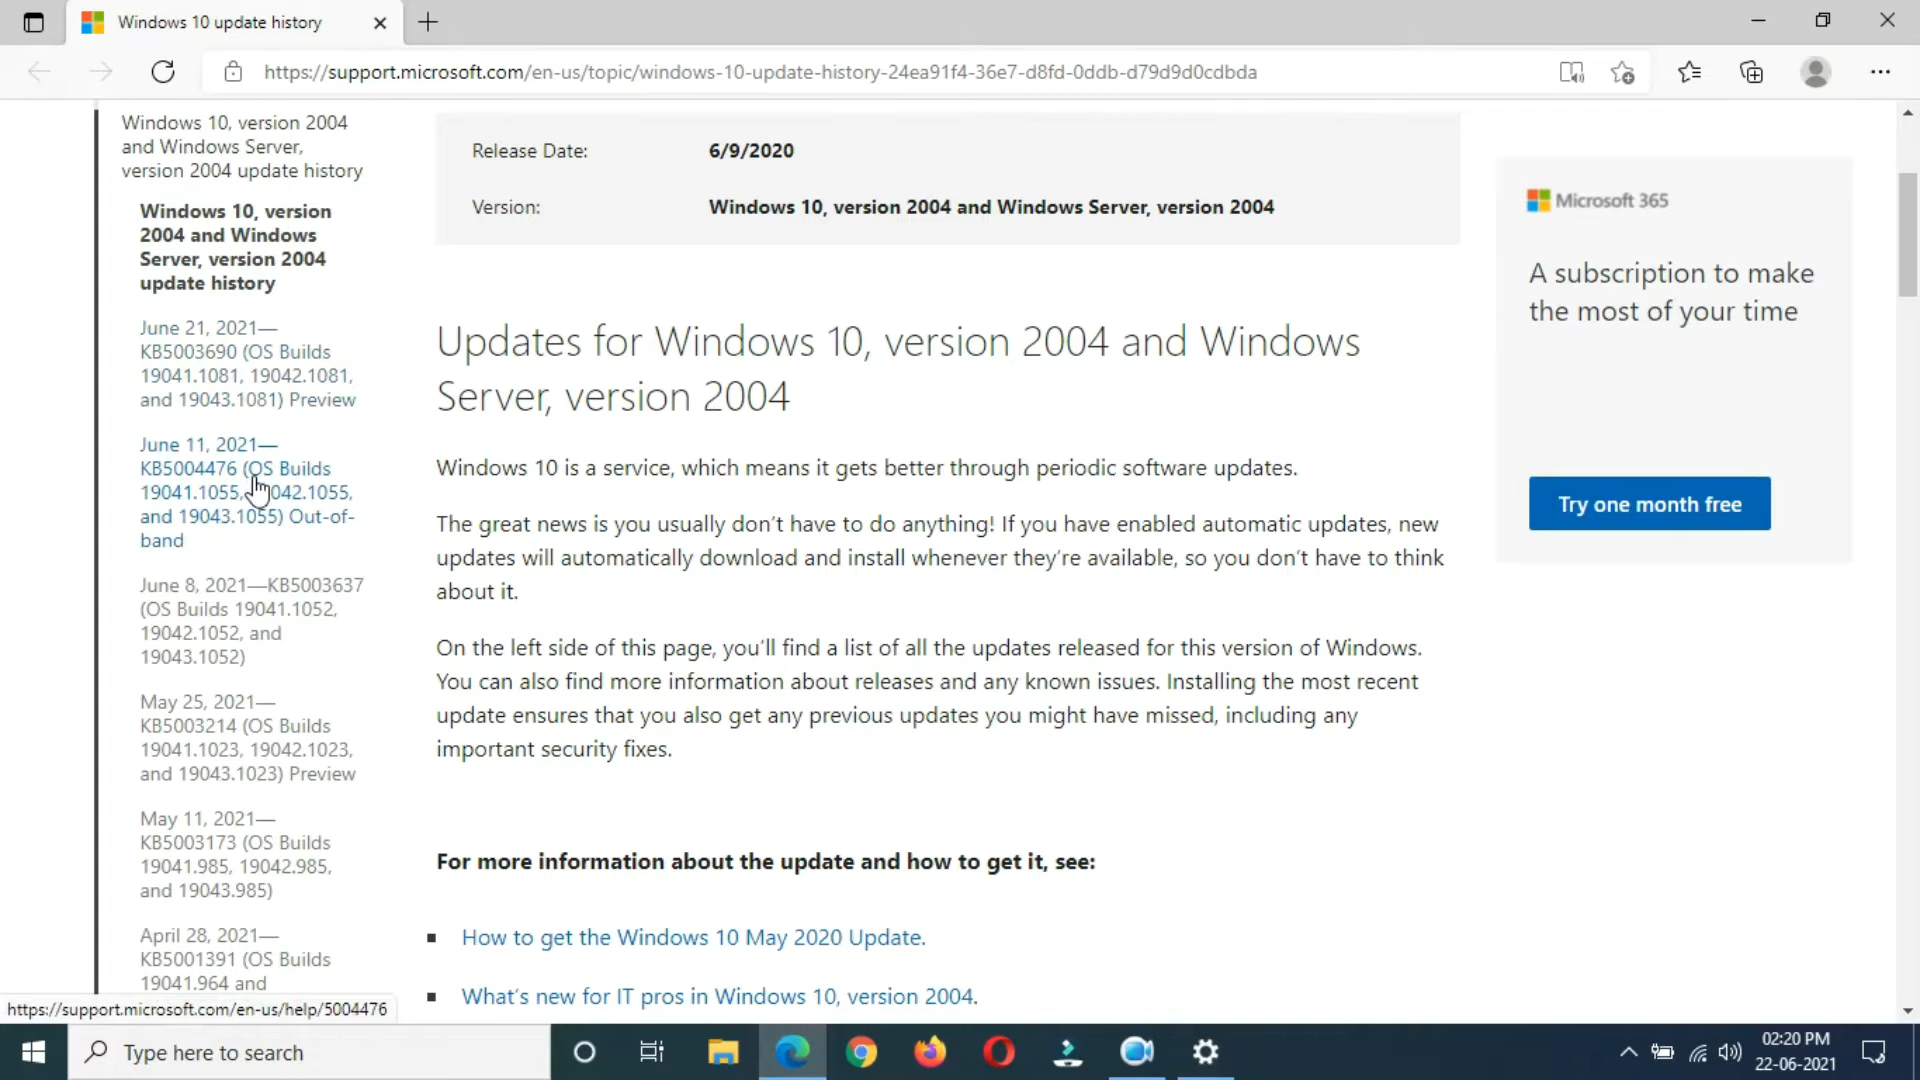 Windows 10 update history
https://support.microsoft.com/en-us/topic/windows-10-update-history-24ea91f4-36e7-d8fd-0ddb-d79d9d0cdbda
Windows 10, version 2004
and Windows Server,
version 2004 update history
Windows 10, version
2004 and Windows
Server, version 2004
update history
June 21, 2021—
KB5003690 (OS Builds
19041.1081, 19042.1081,
and 19043.1081) Preview
June 11, 2021—
KB5004476 (OS Builds
19041.1055, 19042.1055,
and 19043.1055) Out-of-
band
June 8, 2021—KB5003637
(OS Builds 19041.1052,
19042.1052, and
19043.1052)
May 25, 2021—
KB5003214 (OS Builds
19041.1023, 19042.1023,
and 19043.1023) Preview
May 11, 2021—
KB5003173 (OS Builds
19041.985, 19042.985,
and 19043.985)
April 28, 2021—
KB5001391 (OS Builds
19041.964 and
https://support.microsoft.com/en-us/help/5004476
Release Date: 6/9/2020
Version: Windows 10, version 2004 and Windows Server, version 2004
Updates for Windows 10, version 2004 and Windows
Server, version 2004
Windows 10 is a service, which means it gets better through periodic software updates.
The great news is you usually don't have to do anything! If you have enabled automatic updates, new
updates will automatically download and install whenever they're available, so you don't have to think
about it.
On the left side of this page, you'll find a list of all the updates released for this version of Windows.
You can also find more information about releases and any known issues. Installing the most recent
update ensures that you also get any previous updates you might have missed, including any
important security fixes.
For more information about the update and how to get it, see:
How to get the Windows 10 May 2020 Update.
What's new for IT pros in Windows 10, version 2004.
Microsoft 365
A subscription to make
the most of your time
Try one month free
Type here to search
02:20 PM
22-06-2021